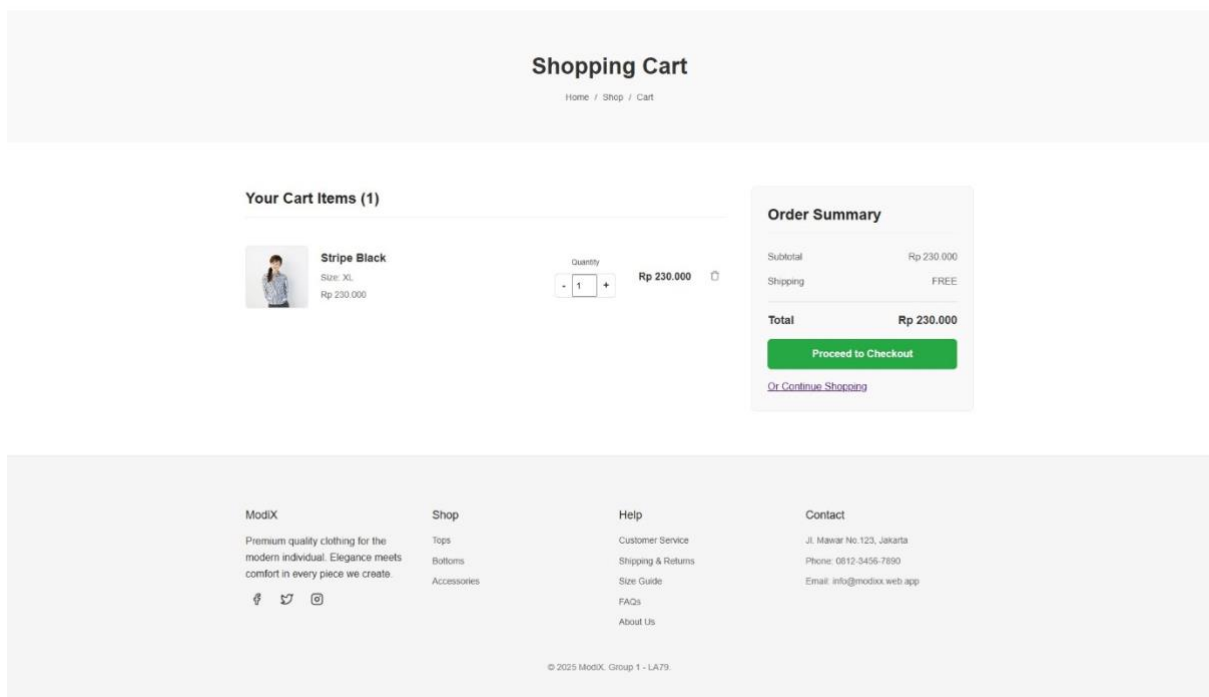 Shopping Cart
Home / Shop / Cart
Your Cart Items (1)
Stripe Black
Size: XL
Rp 230.000
Quantity
- 1 +
Rp 230.000
Order Summary
Subtotal Rp 230.000
Shipping FREE
Total Rp 230.000
Proceed to Checkout
Or Continue Shopping
ModiX
Premium quality clothing for the
modern individual. Elegance meets
comfort in every piece we create.
Shop
Tops
Bottoms
Accessories
Help
Customer Service
Shipping & Returns
Size Guide
FAQs
About Us
Contact
Jl. Mawar No.123, Jakarta
Phone: 0812-3456-7890
Email: info@modixx.web.app
© 2025 ModiX. Group 1 - LA79.